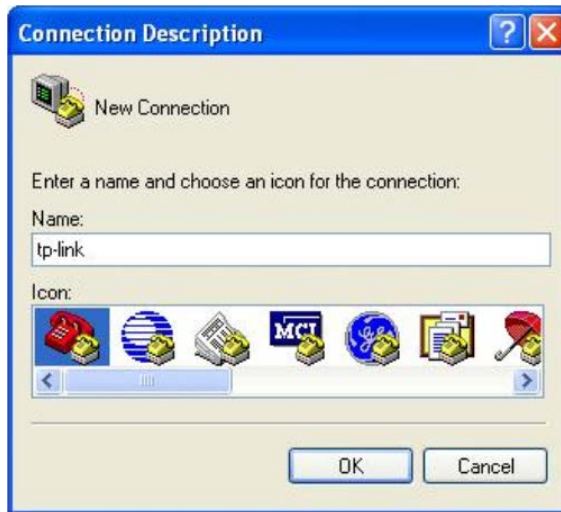 Connection Description
New Connection
Enter a name and choose an icon for the connection:
Name:
tp-link
Icon:
MCI
OK
Cancel